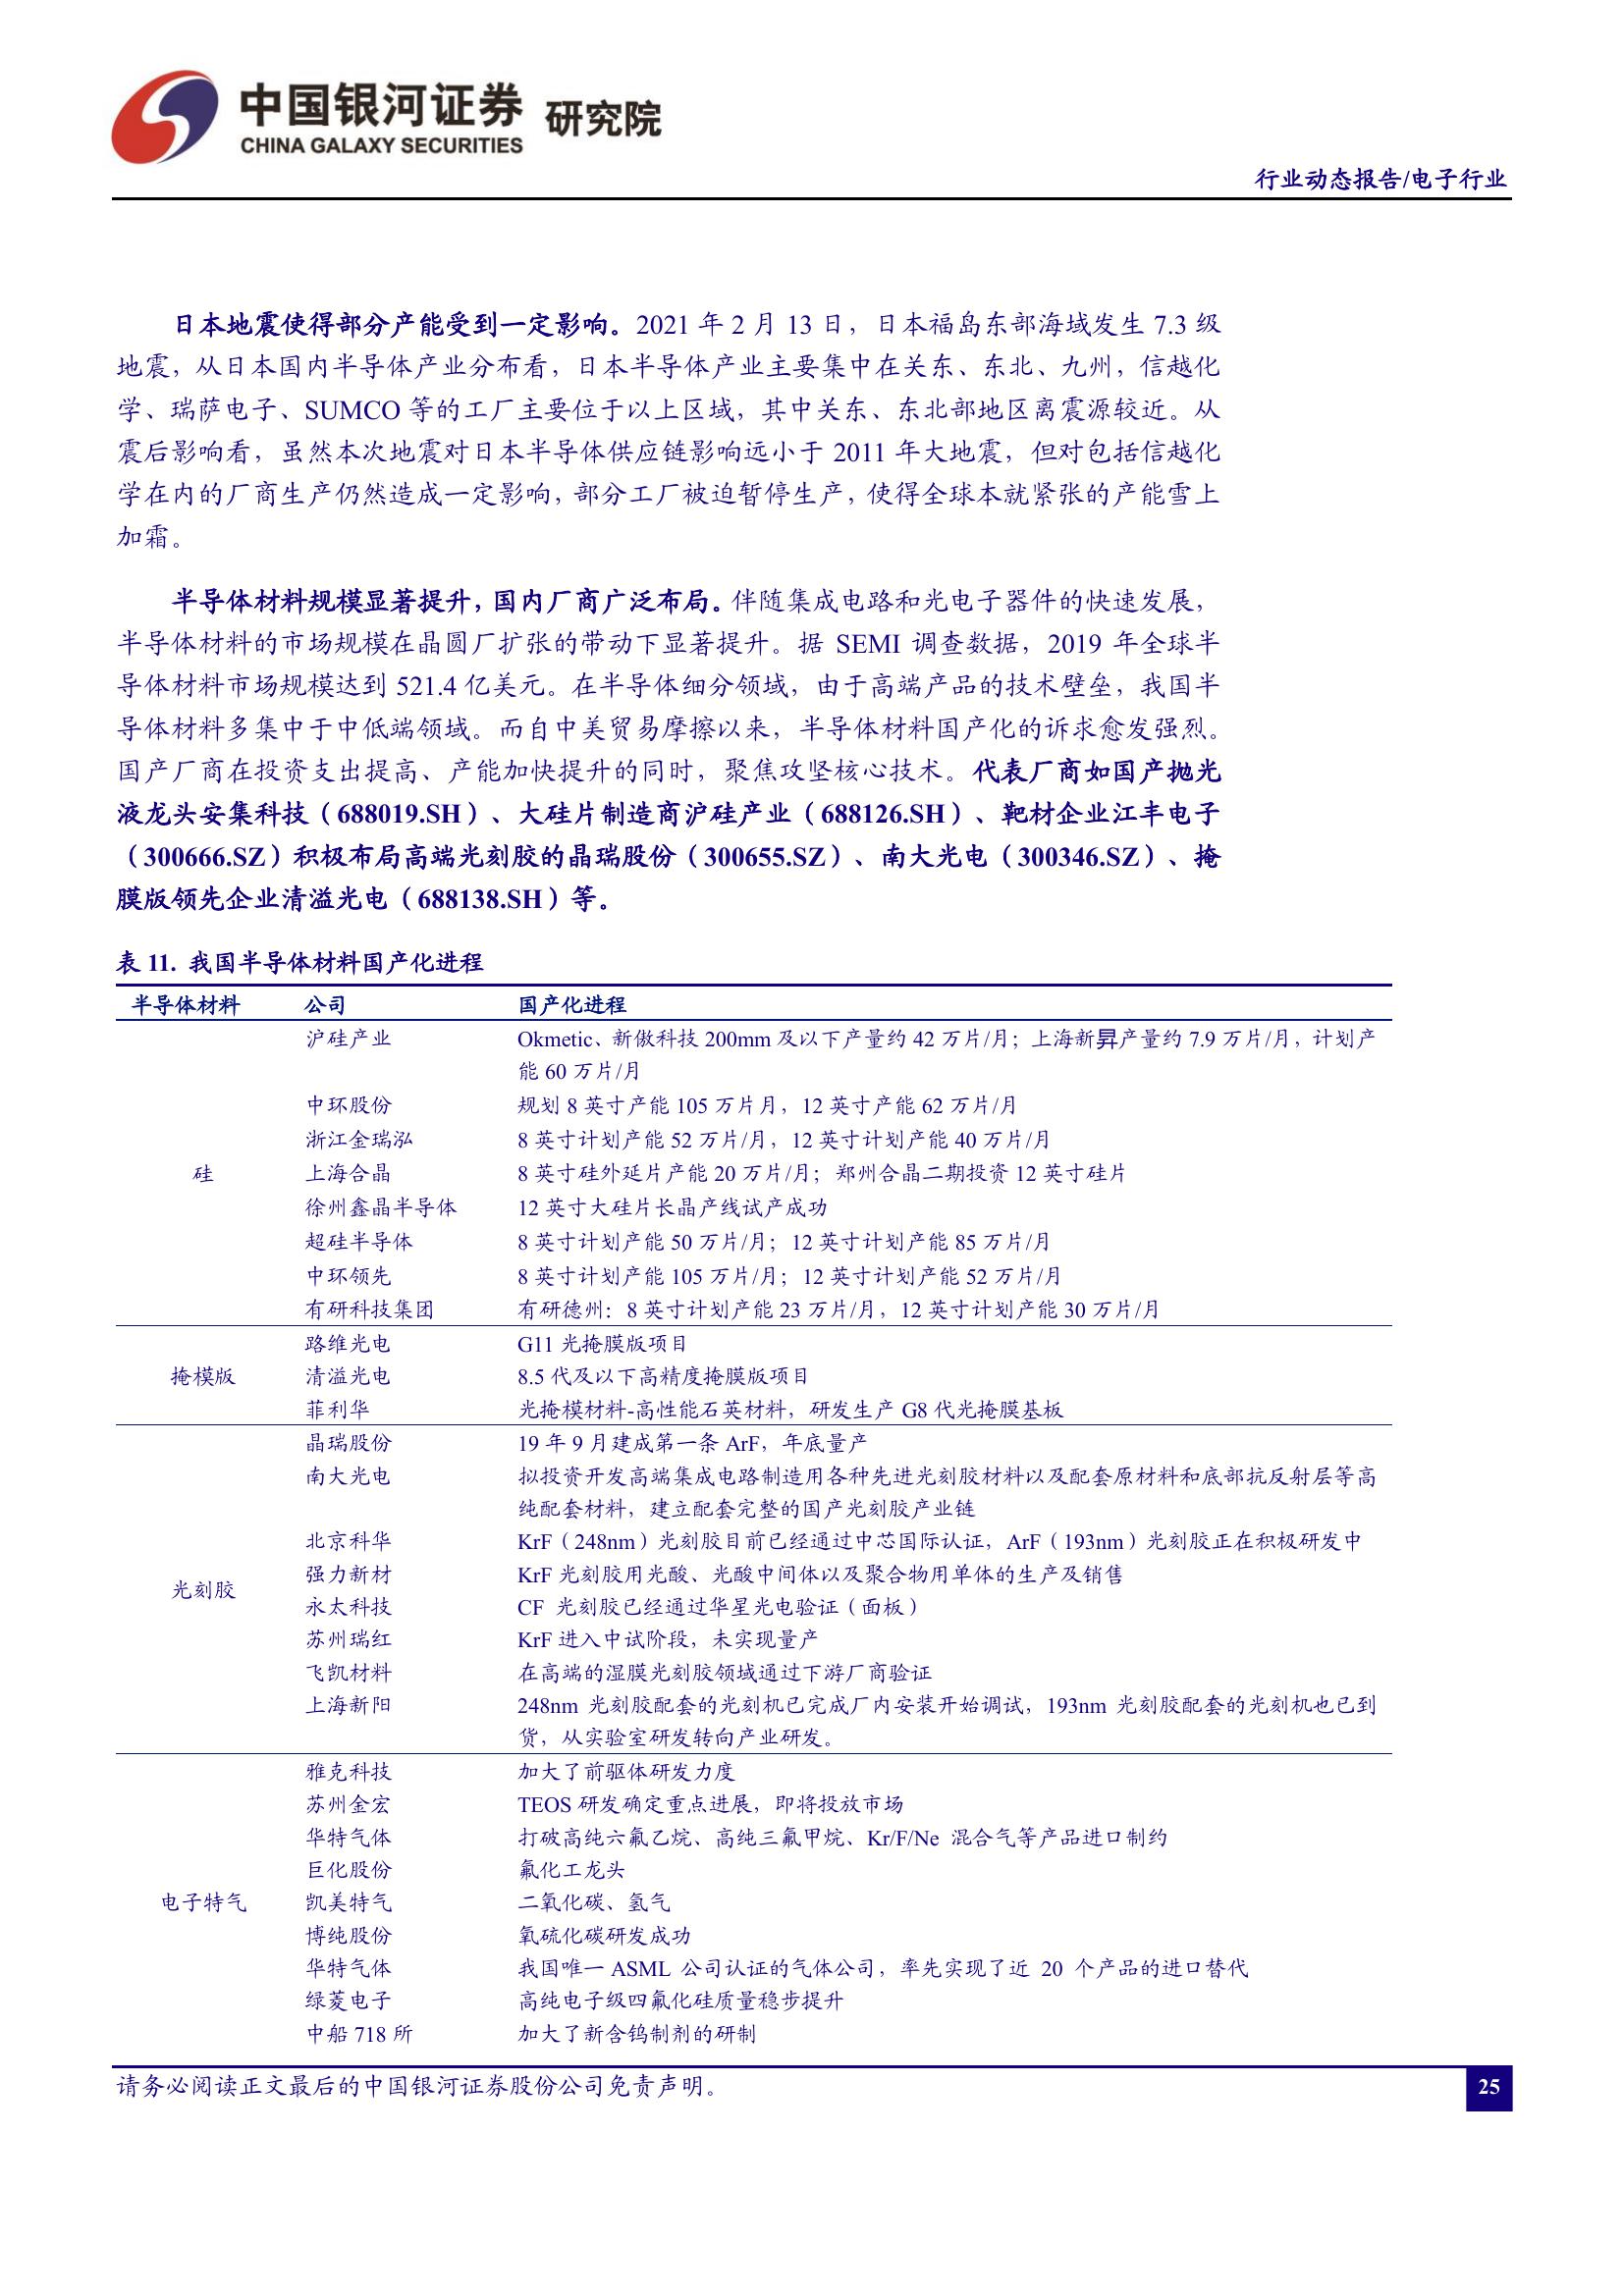 中国银河证券 研究院
CHINA GALAXY SECURITIES
行业动态报告/电子行业
日本地震使得部分产能受到一定影响。2021 年 2 月 13 日，日本福岛东部海域发生 7.3 级
地震，从日本国内半导体产业分布看，日本半导体产业主要集中在关东、东北、九州，信越化
学、瑞萨电子、SUMCO 等的工厂主要位于以上区域，其中关东、东北部地区离震源较近。从
震后影响看，虽然本次地震对日本半导体供应链影响远小于 2011 年大地震，但对包括信越化
学在内的厂商生产仍然造成一定影响，部分工厂被迫暂停生产，使得全球本就紧张的产能雪上
加霜。
半导体材料规模显著提升，国内厂商广泛布局。伴随集成电路和光电子器件的快速发展，
半导体材料的市场规模在晶圆厂扩张的带动下显著提升。据 SEMI 调查数据，2019 年全球半
导体材料市场规模达到 521.4 亿美元。在半导体细分领域，由于高端产品的技术壁垒，我国半
导体材料多集中于中低端领域。而自中美贸易摩擦以来，半导体材料国产化的诉求愈发强烈。
国产厂商在投资支出提高、产能加快提升的同时，聚焦攻坚核心技术。代表厂商如国产抛光
液龙头安集科技（688019.SH）、大硅片制造商沪硅产业（688126.SH）、靶材企业江丰电子
（300666.SZ）积极布局高端光刻胶的晶瑞股份（300655.SZ）、南大光电（300346.SZ）、掩
膜版领先企业清溢光电（688138.SH）等。
表 11. 我国半导体材料国产化进程
半导体材料 公司 国产化进程
沪硅产业 Okmetic、新傲科技 200mm 及以下产量约 42 万片/月；上海新昇产量约 7.9 万片/月，计划产
能 60 万片/月
中环股份 规划 8 英寸产能 105 万片月，12 英寸产能 62 万片/月
浙江金瑞泓 8 英寸计划产能 52 万片/月，12 英寸计划产能 40 万片/月
硅 上海合晶 8 英寸硅外延片产能 20 万片/月；郑州合晶二期投资 12 英寸硅片
徐州鑫晶半导体 12 英寸大硅片长晶产线试产成功
超硅半导体 8 英寸计划产能 50 万片/月；12 英寸计划产能 85 万片/月
中环领先 8 英寸计划产能 105 万片/月；12 英寸计划产能 52 万片/月
有研科技集团 有研德州：8 英寸计划产能 23 万片/月，12 英寸计划产能 30 万片/月
路维光电 G11 光掩膜版项目
掩模版 清溢光电 8.5 代及以下高精度掩膜版项目
菲利华 光掩模材料-高性能石英材料，研发生产 G8 代光掩膜基板
晶瑞股份 19 年 9 月建成第一条 ArF，年底量产
南大光电 拟投资开发高端集成电路制造用各种先进光刻胶材料以及配套原材料和底部抗反射层等高
纯配套材料，建立配套完整的国产光刻胶产业链
北京科华 KrF（248nm）光刻胶目前已经通过中芯国际认证，ArF（193nm）光刻胶正在积极研发中
光刻胶 强力新材 KrF 光刻胶用光酸、光酸中间体以及聚合物用单体的生产及销售
永太科技 CF 光刻胶已经通过华星光电验证（面板）
苏州瑞红 KrF 进入中试阶段，未实现量产
飞凯材料 在高端的湿膜光刻胶领域通过下游厂商验证
上海新阳 248nm 光刻胶配套的光刻机已完成厂内安装开始调试，193nm 光刻胶配套的光刻机也已到
货，从实验室研发转向产业研发。
雅克科技 加大了前驱体研发力度
苏州金宏 TEOS 研发确定重点进展，即将投放市场
华特气体 打破高纯六氟乙烷、高纯三氟甲烷、Kr/F/Ne 混合气等产品进口制约
巨化股份 氟化工龙头
电子特气 凯美特气 二氧化碳、氢气
博纯股份 氧硫化碳研发成功
华特气体 我国唯一 ASML 公司认证的气体公司，率先实现了近 20 个产品的进口替代
绿菱电子 高纯电子级四氟化硅质量稳步提升
中船 718 所 加大了新含钨制剂的研制
请务必阅读正文最后的中国银河证券股份公司免责声明。
25